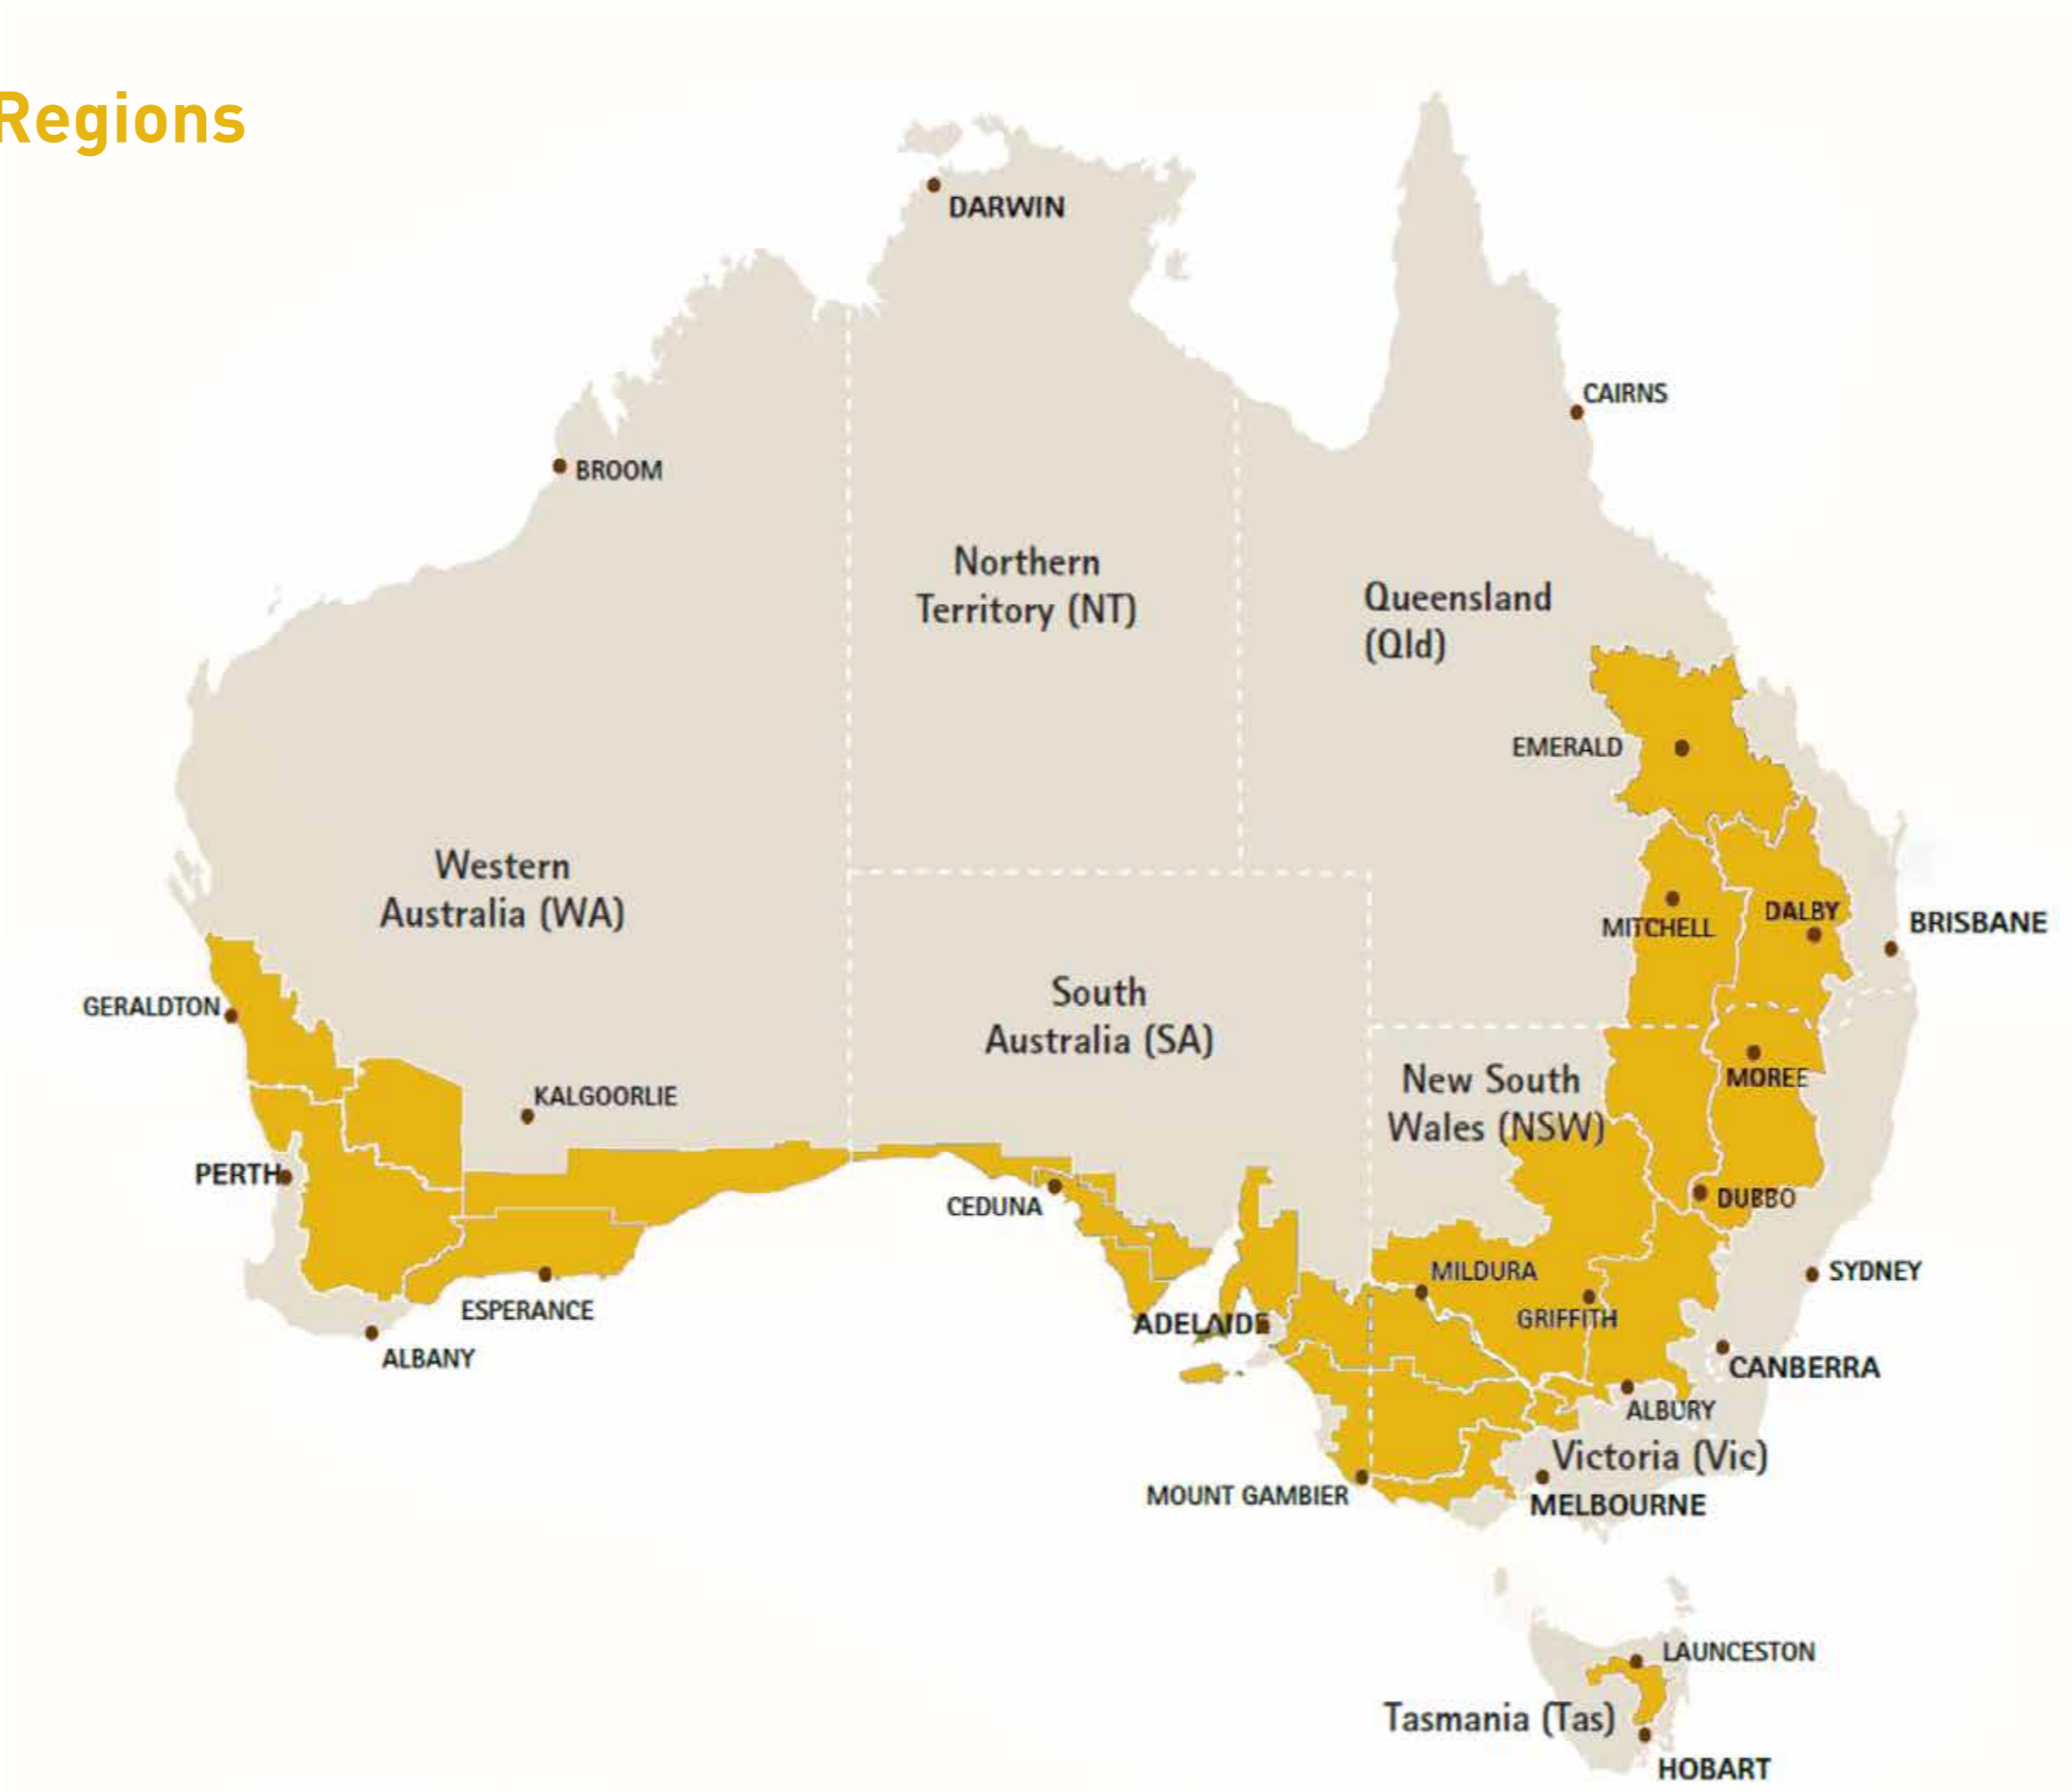 Regions
DARWIN
CAIRNS
BROOM
Northern
Territory (NT)
Queensland
(Qld)
EMERALD
Western
Australia (WA)
MITCHELL
DALBY
BRISBANE
GERALDTON
South
Australia (SA)
New South
Wales (NSW)
MOREE
KALGOORLIE
PERTH
CEDUNA
DUBBO
ESPERANCE
ALBANY
ADELAIDE
MILDURA
GRIFFITH
SYDNEY
CANBERRA
ALBURY
Victoria (Vic)
MOUNT GAMBIER
MELBOURNE
LAUNCESTON
Tasmania (Tas)
HOBART